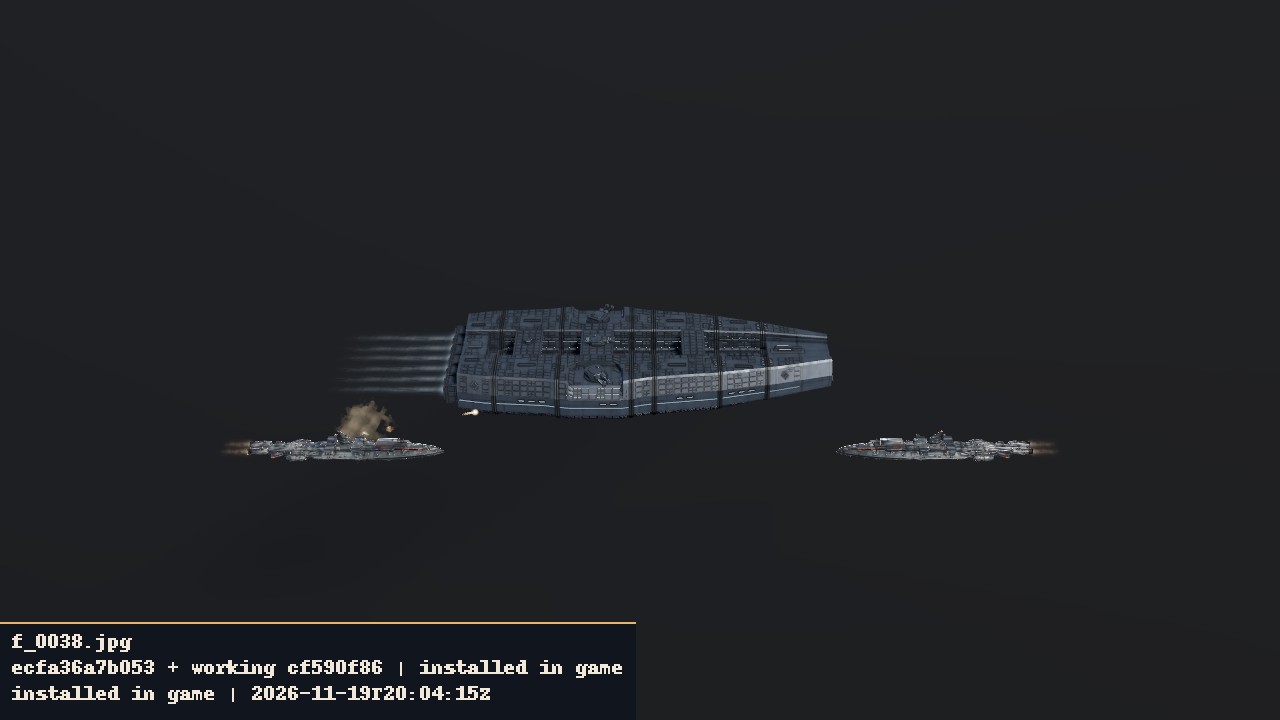 f_0038.jpg
ecfa36a7b053 + working cf590f86 | installed in game
installed in game | 2026-11-19T20:04:15Z